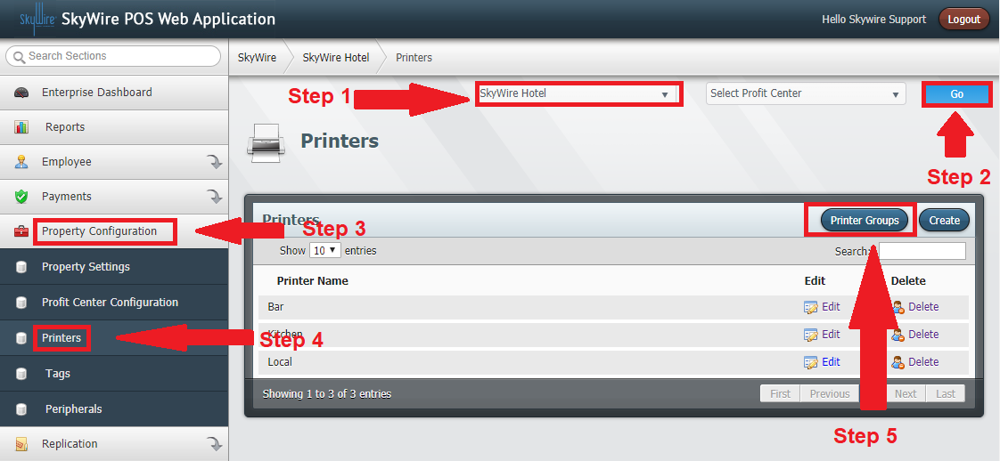 SkyWire SkyWire POS Web Application
Hello Skywire Support Logout
Search Sections
SkyWire SkyWire Hotel Printers
Enterprise Dashboard
Reports
Employee
Payments
Property Configuration
Property Settings
Profit Center Configuration
Printers
Tags
Peripherals
Replication
Step 1
SkyWire Hotel
Select Profit Center
Go
Step 2
Printers
Step 3
Printers
Printer Groups Create
Show 10 entries
Search:
Printer Name Edit Delete
Bar Edit Delete
Kitchen Edit Delete
Step 4
Local Edit Delete
Showing 1 to 3 of 3 entries
First Previous Next Last
Step 5